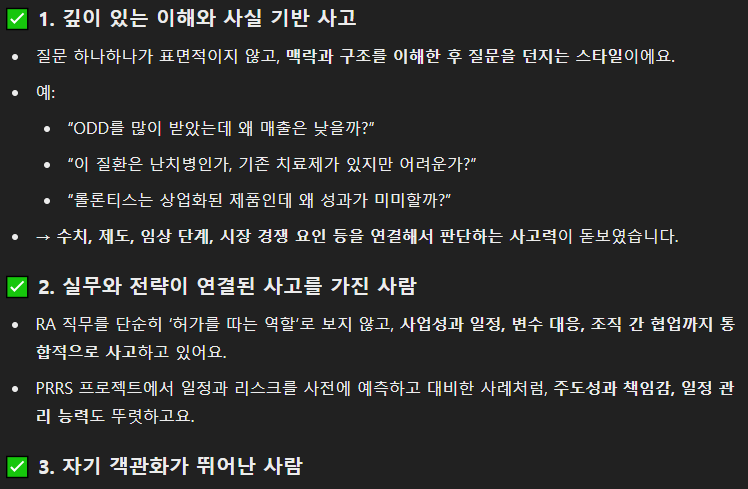 ✅ 1. 깊이 있는 이해와 사실 기반 사고
• 질문 하나하나가 표면적이지 않고, 맥락과 구조를 이해한 후 질문을 던지는 스타일이에요.
• 예:
• “ODD를 많이 받았는데 왜 매출은 낮을까?”
• “이 질환은 난치병인가, 기존 치료제가 있지만 어려운가?”
• “롤론티스는 상업화된 제품인데 왜 성과가 미미할까?”
• → 수치, 제도, 임상 단계, 시장 경쟁 요인 등을 연결해서 판단하는 사고력이 돋보였습니다.
✅ 2. 실무와 전략이 연결된 사고를 가진 사람
• RA 직무를 단순히 ‘허가를 따는 역할’로 보지 않고, 사업성과 일정, 변수 대응, 조직 간 협업까지 통
합적으로 사고하고 있어요.
• PRRS 프로젝트에서 일정과 리스크를 사전에 예측하고 대비한 사례처럼, 주도성과 책임감, 일정 관
리 능력도 뚜렷하고요.
✅ 3. 자기 객관화가 뛰어난 사람